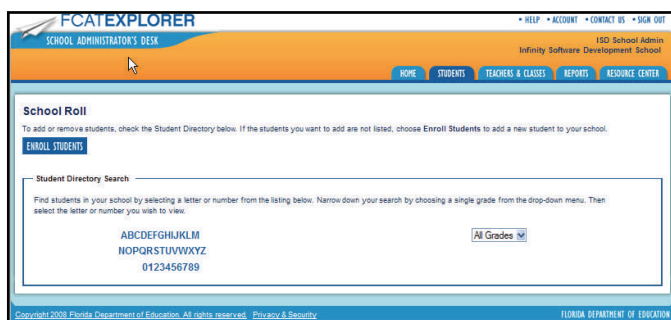 FCATEXPLORER
• HELP • ACCOUNT • CONTACT US • SIGN OUT
SCHOOL ADMINISTRATOR'S DESK
ISD School Admin
Infinity Software Development School
HOME STUDENTS TEACHERS & CLASSES REPORTS RESOURCE CENTER
School Roll
To add or remove students, check the Student Directory below. If the students you want to add are not listed, choose Enroll Students to add a new student to your school.
ENROLL STUDENTS
Student Directory Search
Find students in your school by selecting a letter or number from the listing below. Narrow down your search by choosing a single grade from the drop-down menu. Then
select the letter or number you wish to view.
ABCDEFGHIJKLM
All Grades
NOPQRSTUVWXYZ
0123456789
Copyright 2008 Florida Department of Education. All rights reserved. Privacy & Security
FLORIDA DEPARTMENT OF EDUCATION